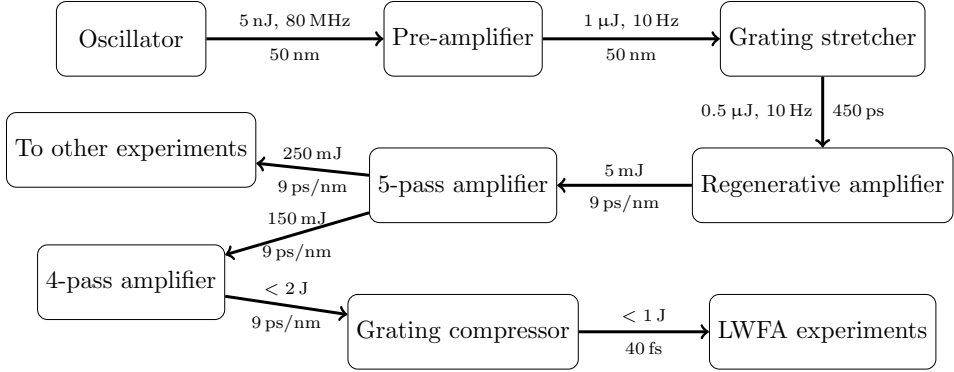 Oscillator
5 nJ, 80 MHz
50 nm
Pre-amplifier
1 μJ, 10 Hz
50 nm
Grating stretcher
0.5 μJ, 10 Hz
450 ps
Regenerative amplifier
5 mJ
9 ps/nm
5-pass amplifier
250 mJ
9 ps/nm
To other experiments
150 mJ
9 ps/nm
4-pass amplifier
< 2 J
9 ps/nm
Grating compressor
< 1 J
40 fs
LWFA experiments